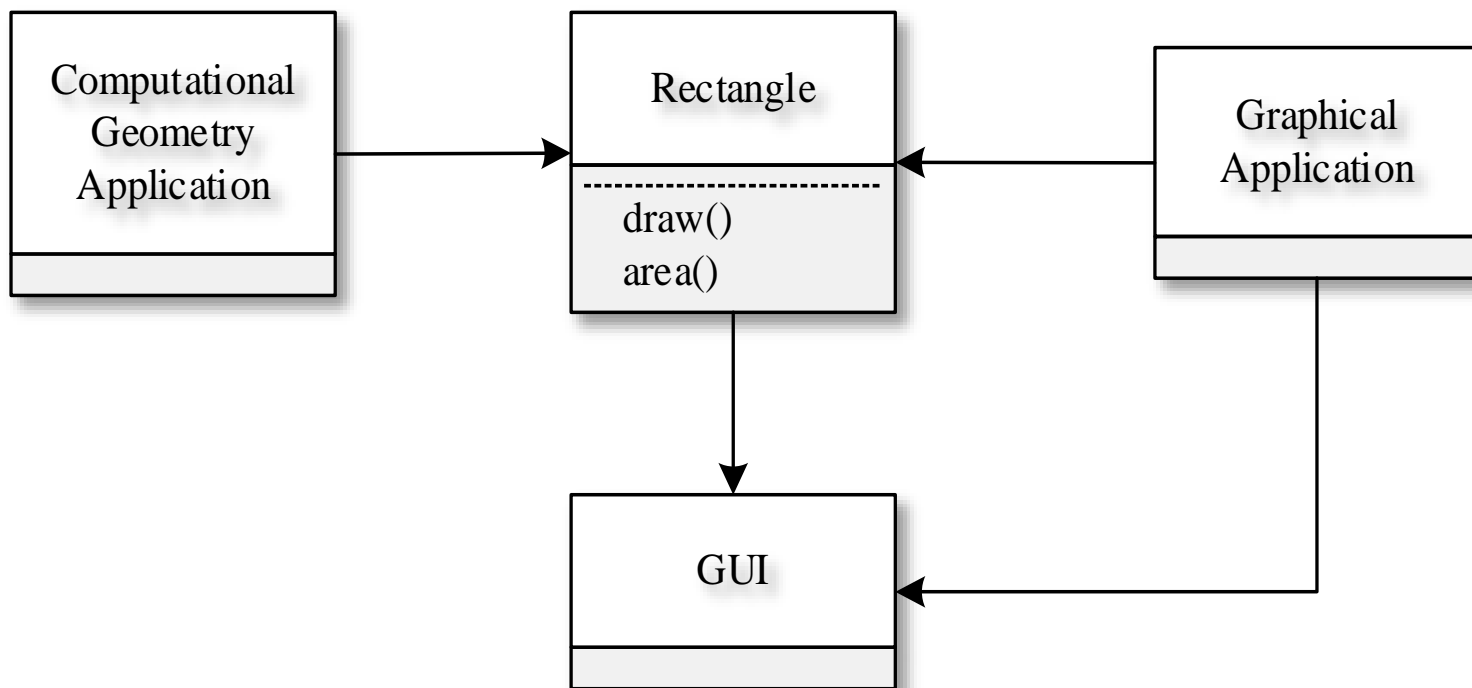 Computational
Geometry
Application
Rectangle
draw()
area()
Graphical
Application
GUI